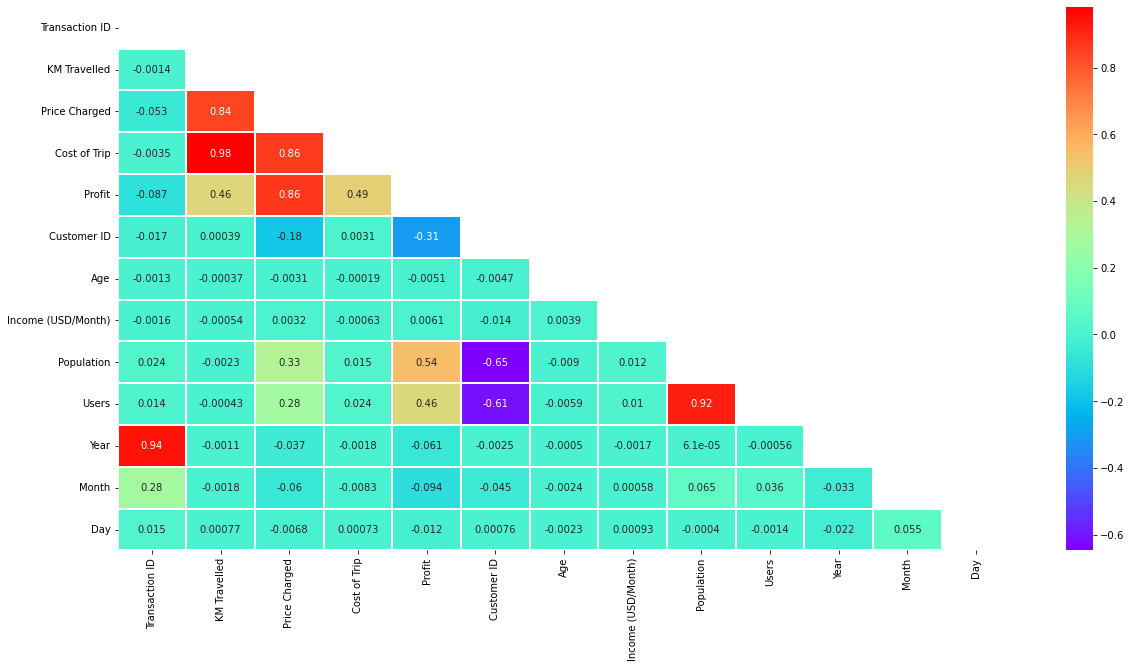 Transaction ID
KM Travelled -0.0014
Price Charged -0.053 0.84
Cost of Trip -0.0035 0.98 0.86
Profit -0.087 0.46 0.86 0.49
Customer ID -0.017 0.00039 -0.18 0.0031 -0.31
Age -0.0013 -0.00037 -0.0031 -0.00019 -0.0051 -0.0047
Income (USD/Month) -0.0016 -0.00054 0.0032 -0.00063 0.0061 -0.014 0.0039
Population 0.024 -0.0023 0.33 0.015 0.54 -0.65 -0.009 0.012
Users 0.014 -0.00043 0.28 0.024 0.46 -0.61 -0.0059 0.01 0.92
Year 0.94 -0.0011 -0.037 -0.0018 -0.061 -0.0025 -0.0005 -0.0017 6.1e-05 -0.00056
Month 0.28 -0.0018 -0.06 -0.0083 -0.094 -0.045 -0.0024 0.00058 0.065 0.036 -0.033
Day 0.015 0.00077 -0.0068 0.00073 -0.012 0.00076 -0.0023 0.00093 -0.0004 -0.0014 -0.022 0.055
Transaction ID
KM Travelled
Price Charged
Cost of Trip
Profit
Customer ID
Age
Income (USD/Month)
Population
Users
Year
Month
Day
0.8
0.6
0.4
0.2
0.0
−0.2
−0.4
−0.6